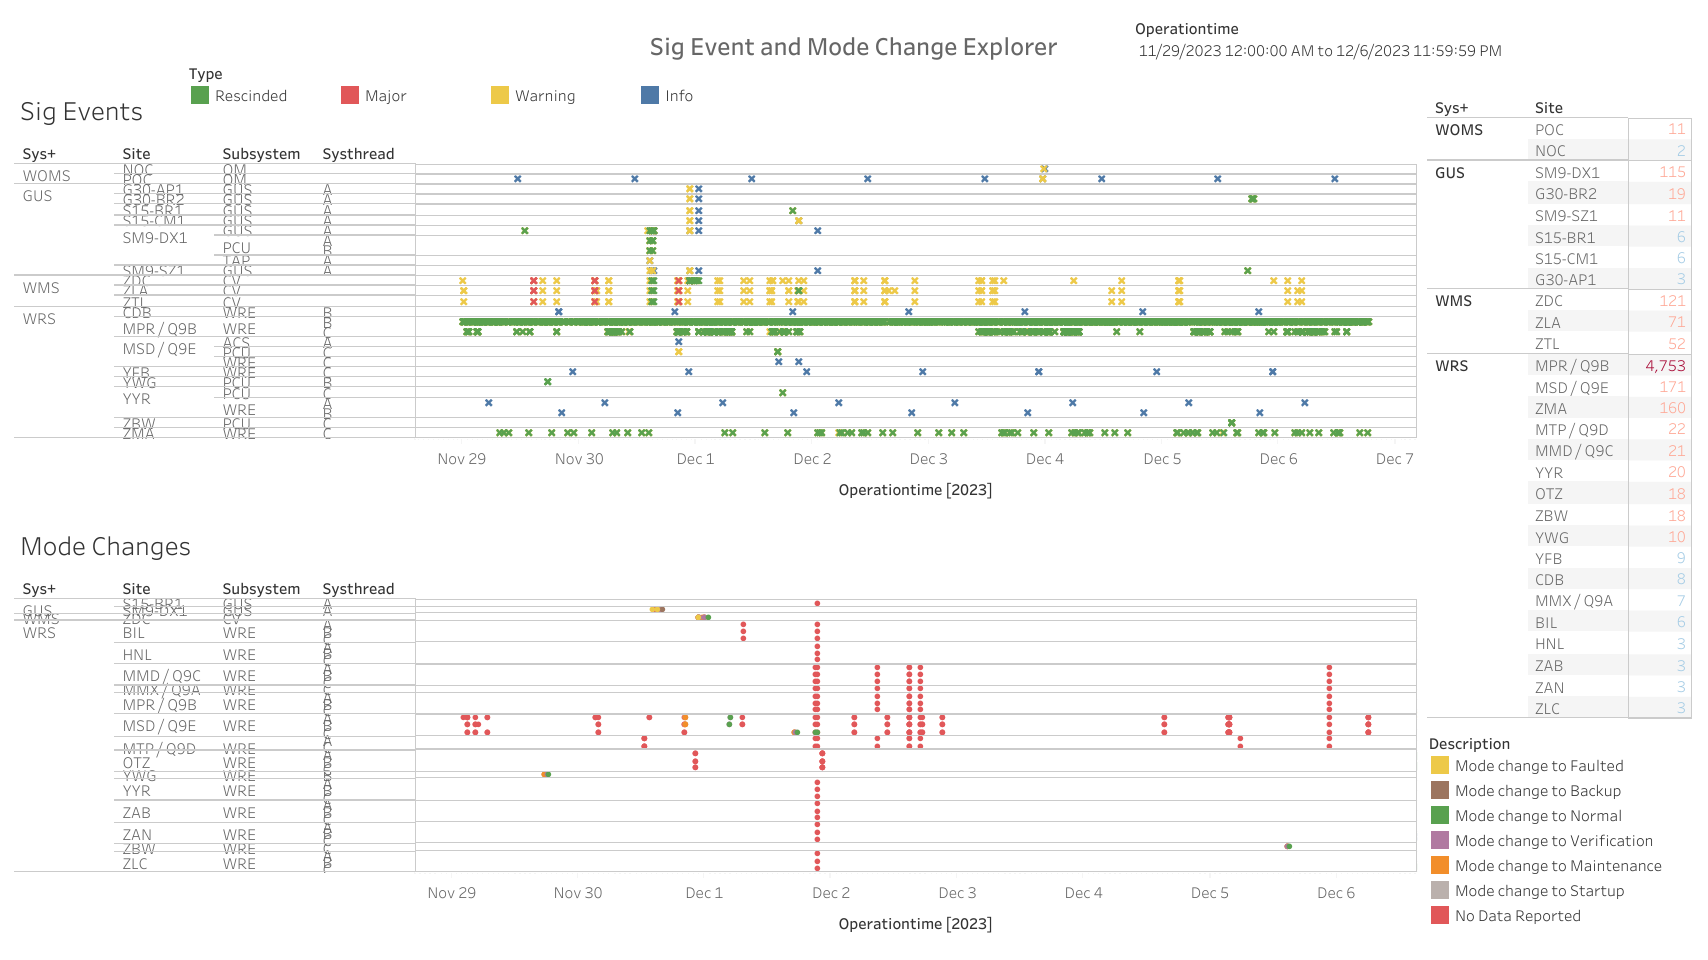 Sig Event and Mode Change Explorer
Operationtime
11/29/2023 12:00:00 AM to 12/6/2023 11:59:59 PM
Type
Rescinded Major Warning Info
Sig Events
Sys+ Site Subsystem Systhread
WOMS NOC OM
POC OM
GUS G30-AP1 GUS A
G30-BR2 GUS A
S15-BR1 GUS A
S15-CM1 GUS A
SM9-DX1 GUS A
PCU A
B
TAP A
SM9-SZ1 GUS A
WMS ZDC CV
ZLA CV
ZTL CV
WRS CDB WRE B
MPR / Q9B WRE B
C
MSD / Q9E ACS A
PCU C
WRE C
YFB WRE C
YWG PCU B
YYR PCU C
WRE A
B
ZBW PCU C
ZMA WRE C
Nov 29 Nov 30 Dec 1 Dec 2 Dec 3 Dec 4 Dec 5 Dec 6 Dec 7
Operationtime [2023]
Mode Changes
Sys+ Site Subsystem Systhread
GUS S15-BR1 GUS A
SM9-DX1 GUS A
WMS ZDC CV
WRS BIL WRE A
B
C
HNL WRE A
MMD / Q9C WRE A
B
MMX / Q9A WRE C
MPR / Q9B WRE A
MSD / Q9E WRE A
B
C
MTP / Q9D WRE A
OTZ WRE A
B
YWG WRE B
YYR WRE A
B
ZAB WRE A
ZAN WRE A
ZBW WRE C
ZLC WRE A
B
Nov 29 Nov 30 Dec 1 Dec 2 Dec 3 Dec 4 Dec 5 Dec 6
Operationtime [2023]
Sys+ Site
WOMS POC 11
NOC 2
GUS SM9-DX1 115
G30-BR2 19
SM9-SZ1 11
S15-BR1 6
S15-CM1 6
G30-AP1 3
WMS ZDC 121
ZLA 71
ZTL 52
WRS MPR / Q9B 4,753
MSD / Q9E 171
ZMA 160
MTP / Q9D 22
MMD / Q9C 21
YYR 20
OTZ 18
ZBW 18
YWG 10
YFB 9
CDB 8
MMX / Q9A 7
BIL 6
HNL 3
ZAB 3
ZAN 3
ZLC 3
Description
Mode change to Faulted
Mode change to Backup
Mode change to Normal
Mode change to Verification
Mode change to Maintenance
Mode change to Startup
No Data Reported